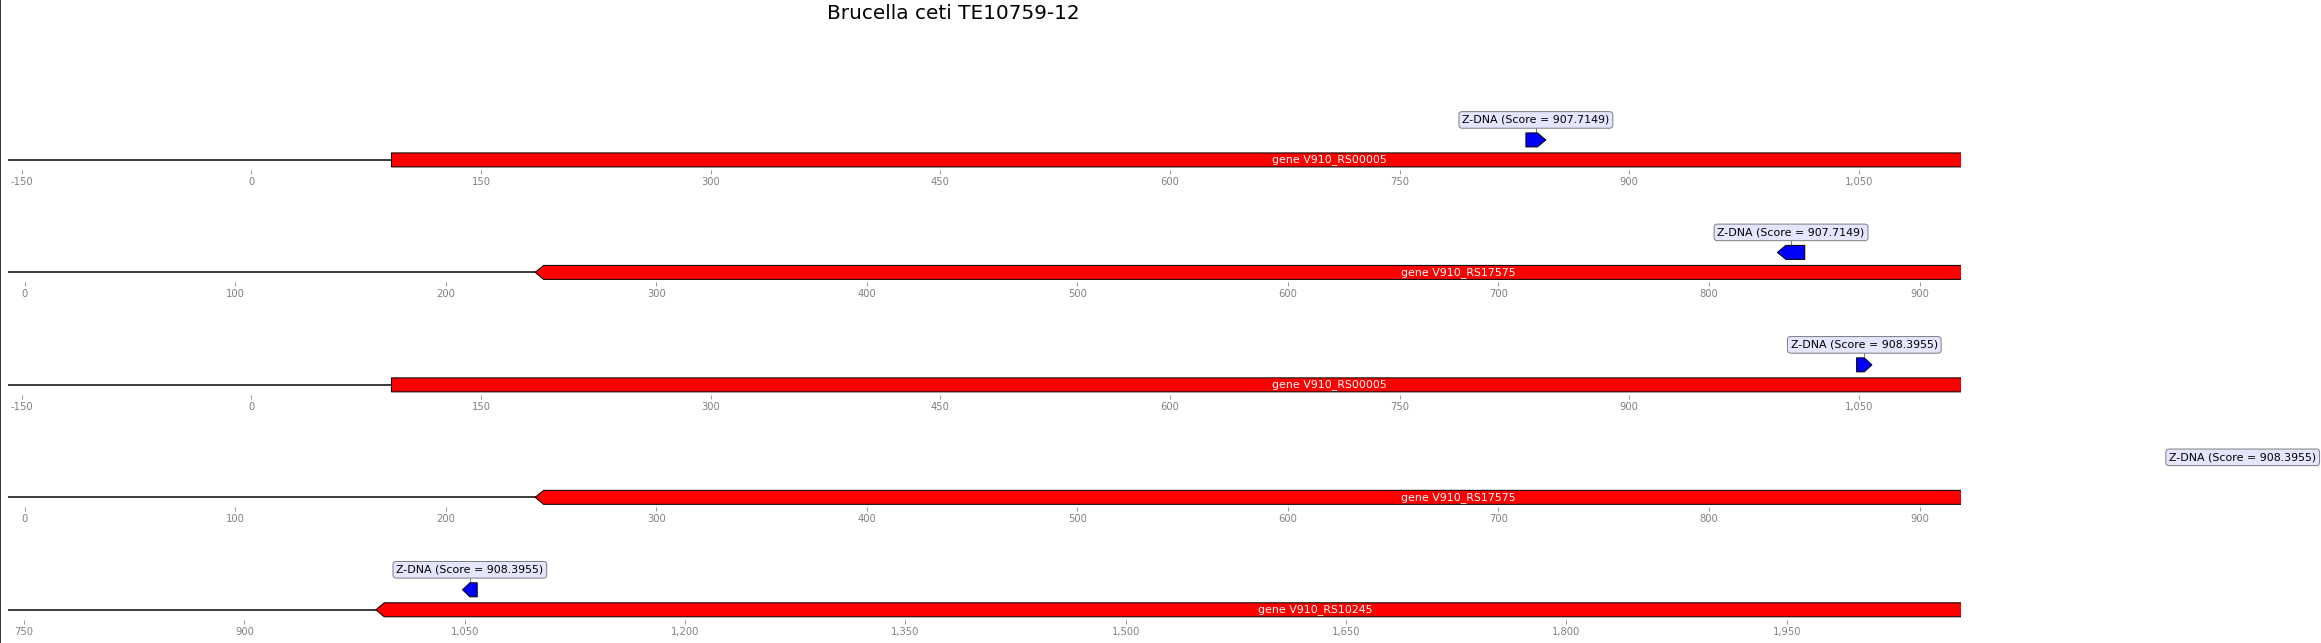 Brucella ceti TE10759-12
Z-DNA (Score = 907.7149)
gene V910_RS00005
-150 0 150 300 450 600 750 900 1,050
Z-DNA (Score = 907.7149)
gene V910_RS17575
0 100 200 300 400 500 600 700 800 900
Z-DNA (Score = 908.3955)
gene V910_RS00005
-150 0 150 300 450 600 750 900 1,050
Z-DNA (Score = 908.3955)
gene V910_RS17575
0 100 200 300 400 500 600 700 800 900
Z-DNA (Score = 908.3955)
gene V910_RS10245
750 900 1,050 1,200 1,350 1,500 1,650 1,800 1,950